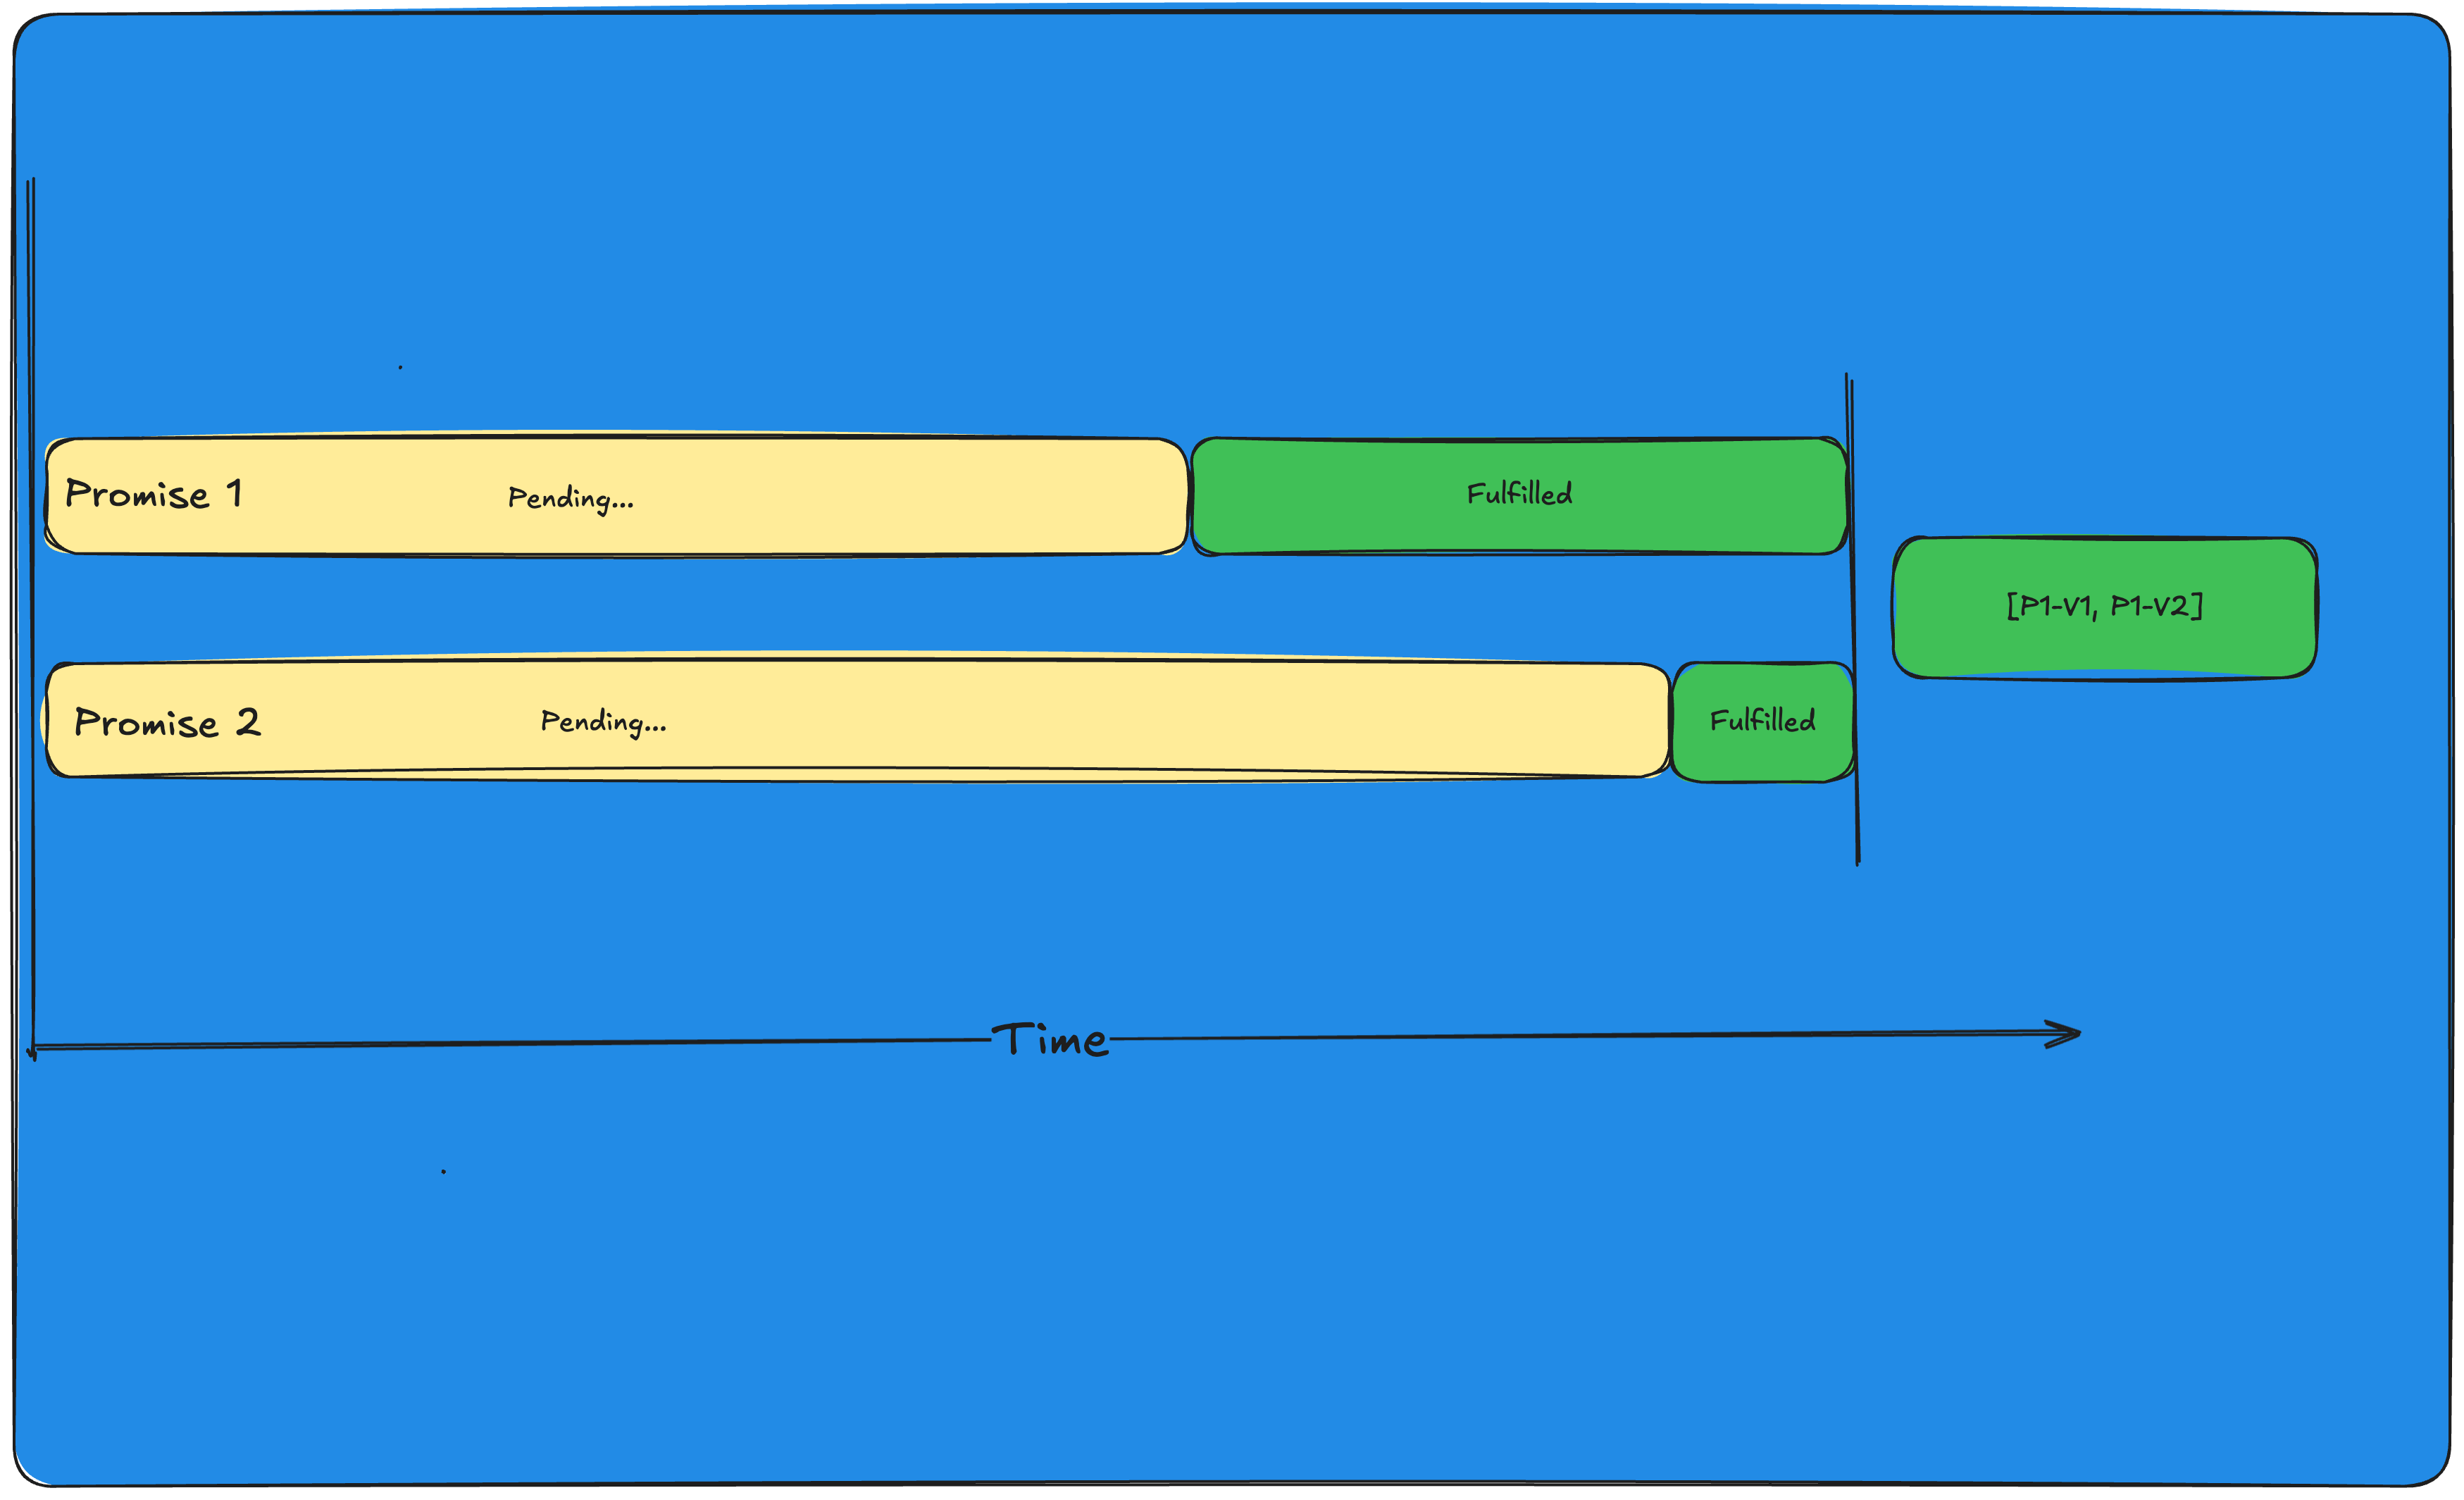 Promise 1
Pending...
Fulfilled
[P1-V1, P1-V2]
Promise 2
Pending...
Fulfilled
Time